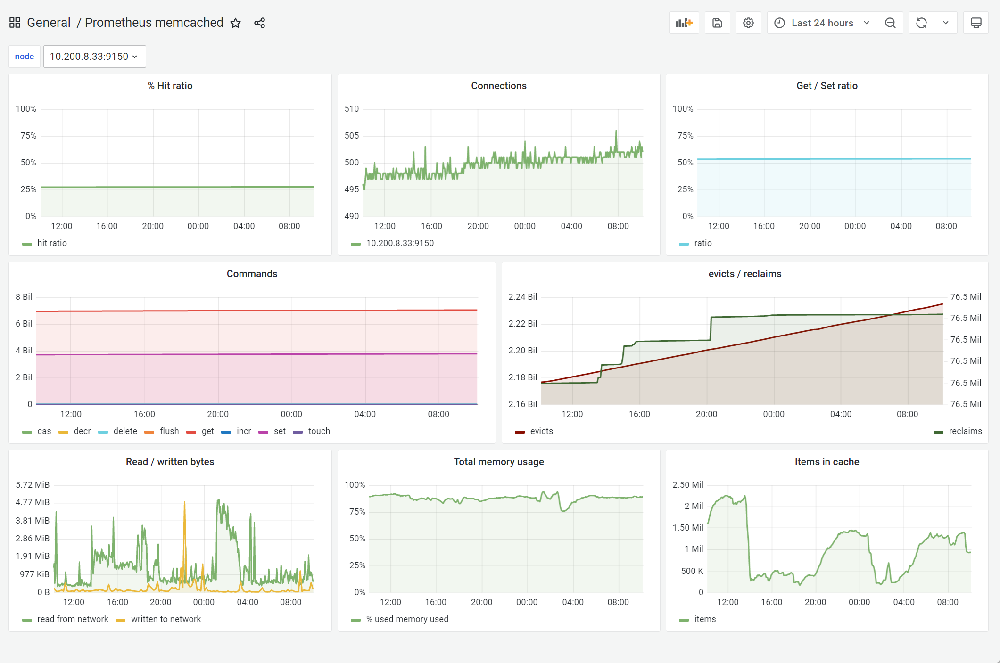 General / Prometheus memcached
Last 24 hours
node
10.200.8.33:9150
% Hit ratio
100%
75%
50%
25%
0%
12:00 16:00 20:00 00:00 04:00 08:00
hit ratio
Connections
510
505
500
495
490
12:00 16:00 20:00 00:00 04:00 08:00
10.200.8.33:9150
Get / Set ratio
100%
75%
50%
25%
0%
12:00 16:00 20:00 00:00 04:00 08:00
ratio
Commands
8 Bil
6 Bil
4 Bil
2 Bil
0
12:00 16:00 20:00 00:00 04:00 08:00
cas decr delete flush get incr set touch
evicts / reclaims
2.24 Bil 76.5 Mil
76.5 Mil
2.22 Bil
76.5 Mil
2.20 Bil
76.5 Mil
2.18 Bil 76.5 Mil
2.16 Bil 76.5 Mil
12:00 16:00 20:00 00:00 04:00 08:00
evicts reclaims
Read / written bytes
5.72 MiB
4.77 MiB
3.81 MiB
2.86 MiB
1.91 MiB
977 KiB
0 B
12:00 16:00 20:00 00:00 04:00 08:00
read from network written to network
Total memory usage
100%
75%
50%
25%
0%
12:00 16:00 20:00 00:00 04:00 08:00
% used memory used
Items in cache
2.50 Mil
2 Mil
1.50 Mil
1 Mil
500 K
0
12:00 16:00 20:00 00:00 04:00 08:00
items